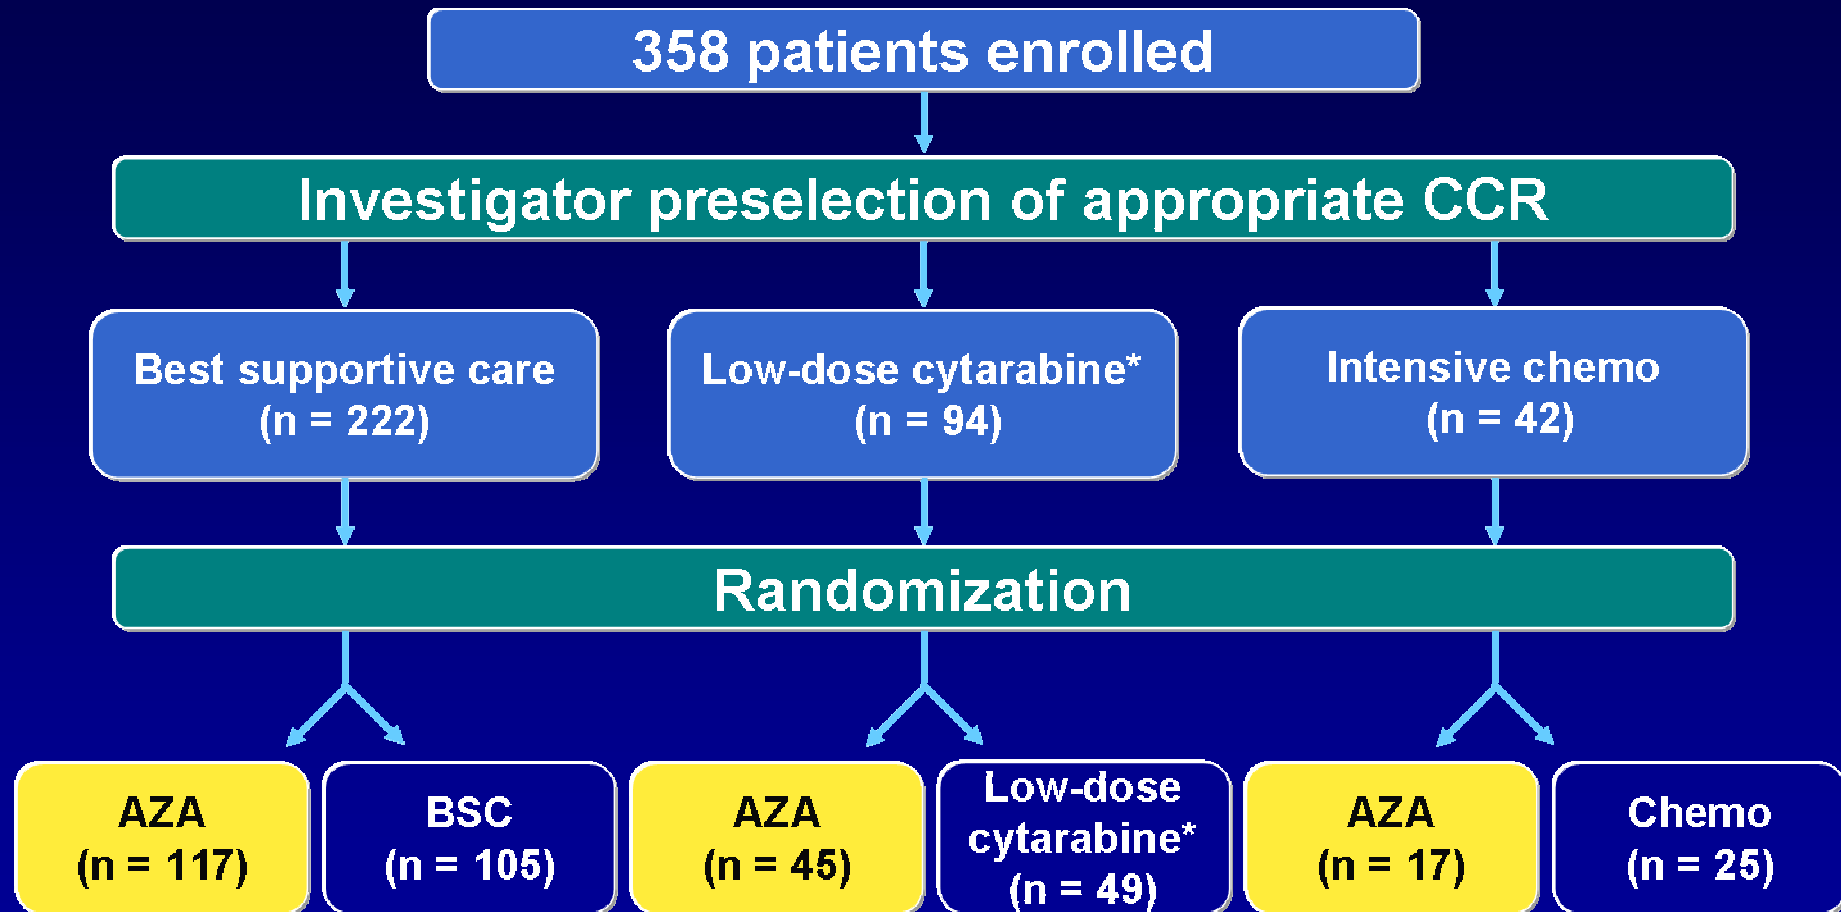 358 patients enrolled
Investigator preselection of appropriate CCR
Best supportive care
(n = 222)
Low-dose cytarabine*
(n = 94)
Intensive chemo
(n = 42)
Randomization
AZA
(n = 117)
BSC
(n = 105)
AZA
(n = 45)
Low-dose
cytarabine*
(n = 49)
AZA
(n = 17)
Chemo
(n = 25)